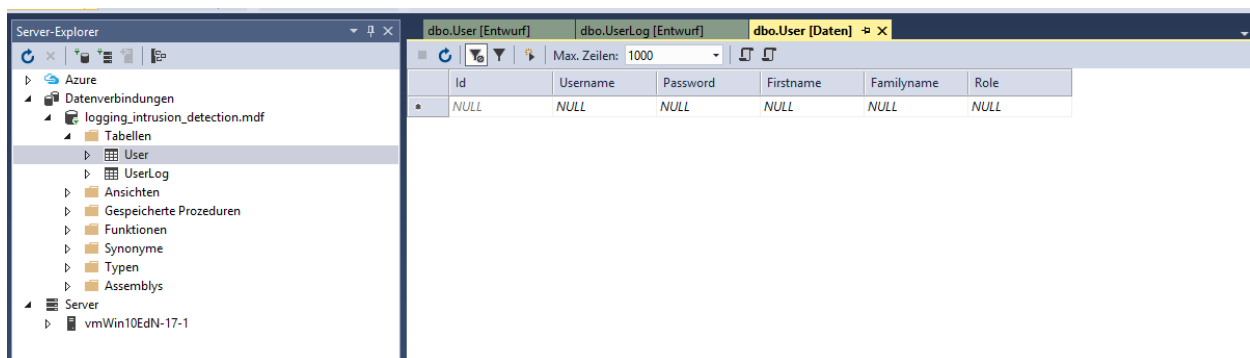 Server-Explorer
Azure
Datenverbindungen
logging_intrusion_detection.mdf
Tabellen
User
UserLog
Ansichten
Gespeicherte Prozeduren
Funktionen
Synonyme
Typen
Assemblys
Server
vmWin10EdN-17-1
dbo.User [Entwurf] dbo.UserLog [Entwurf] dbo.User [Daten]
Max. Zeilen: 1000
Id Username Password Firstname Familyname Role
NULL NULL NULL NULL NULL NULL